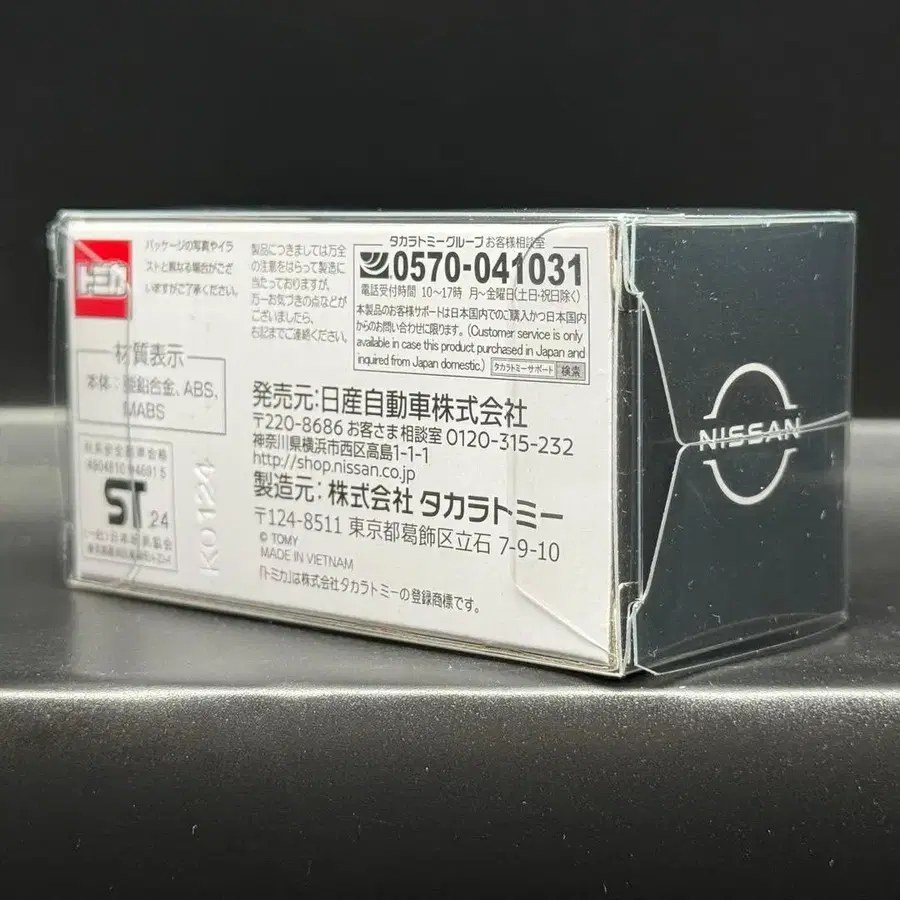 トミカ
パッケージの写真やイラ
ストと異なる場合がござ
いますがご了承ください。
製品につきましては万全
の注意をはらって製造に
当たっておりますが、
万一お気づきの点などが
ございましたら、
右記までご連絡ください。
タカラトミーグループ お客様相談室
0570-041031
電話受付時間 10〜17時 月〜金曜日(土日・祝日除く)
本製品のお客様サポートは日本国内でのご購入かつ日本国内
からのお問い合わせに限ります。(Customer service is only
available in case this product purchased in Japan and
inquired from Japan domestic.)
タカラトミーサポート 検索
材質表示
本体：亜鉛合金、ABS、
MABS
ST 24
K0124
発売元:日産自動車株式会社
〒220-8686 お客さま相談室 0120-315-232
神奈川県横浜市西区高島1-1-1
http://shop.nissan.co.jp
製造元: 株式会社 タカラトミー
〒124-8511 東京都葛飾区立石 7-9-10
© TOMY
MADE IN VIETNAM
「トミカ」は株式会社タカラトミーの登録商標です。
NISSAN